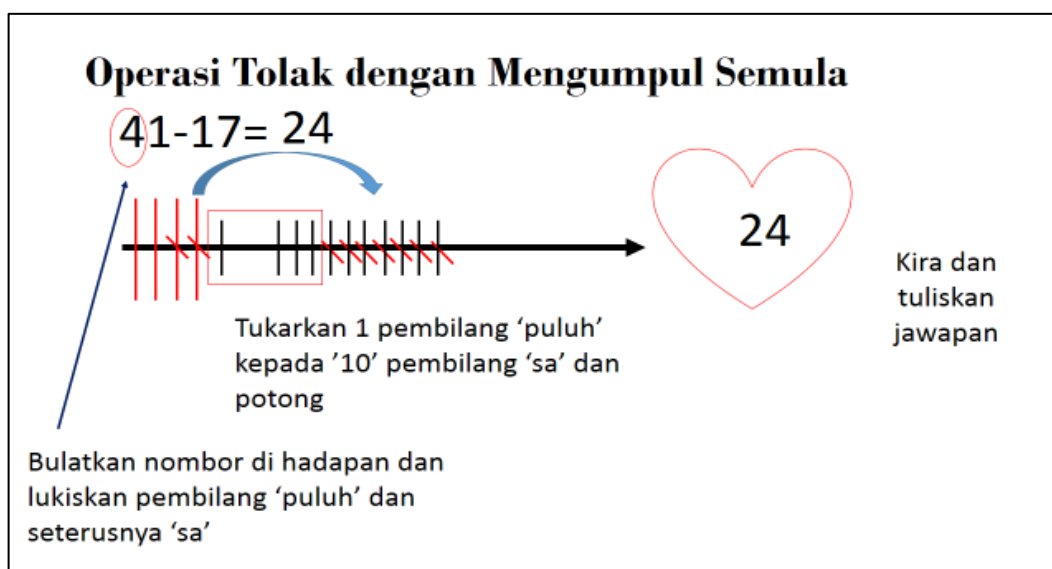 Operasi Tolak dengan Mengumpul Semula
41-17= 24
24
Kira dan
tuliskan
jawapan
Tukarkan 1 pembilang ‘puluh’
kepada ’10’ pembilang ‘sa’ dan
potong
Bulatkan nombor di hadapan dan
lukiskan pembilang ‘puluh’ dan
seterusnya ‘sa’